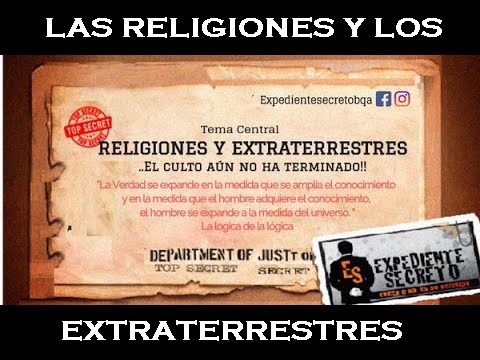 LAS RELIGIONES Y LOS
Expedientesecretobqa
TOP SECRET
Tema Central
RELIGIONES Y EXTRATERRESTRES
..EL CULTO AÚN NO HA TERMINADO!!
"La Verdad se expande en la medida que se amplia el conocimiento
y en la medida que el hombre adquiere el conocimiento,
el hombre se expande a la medida del universo. "
La logica de la lógica
DEPARTMENT OF JUST
TOP SECRET SECRET
ES
EXPEDIENTE
SECRETO
EXTRATERRESTRES